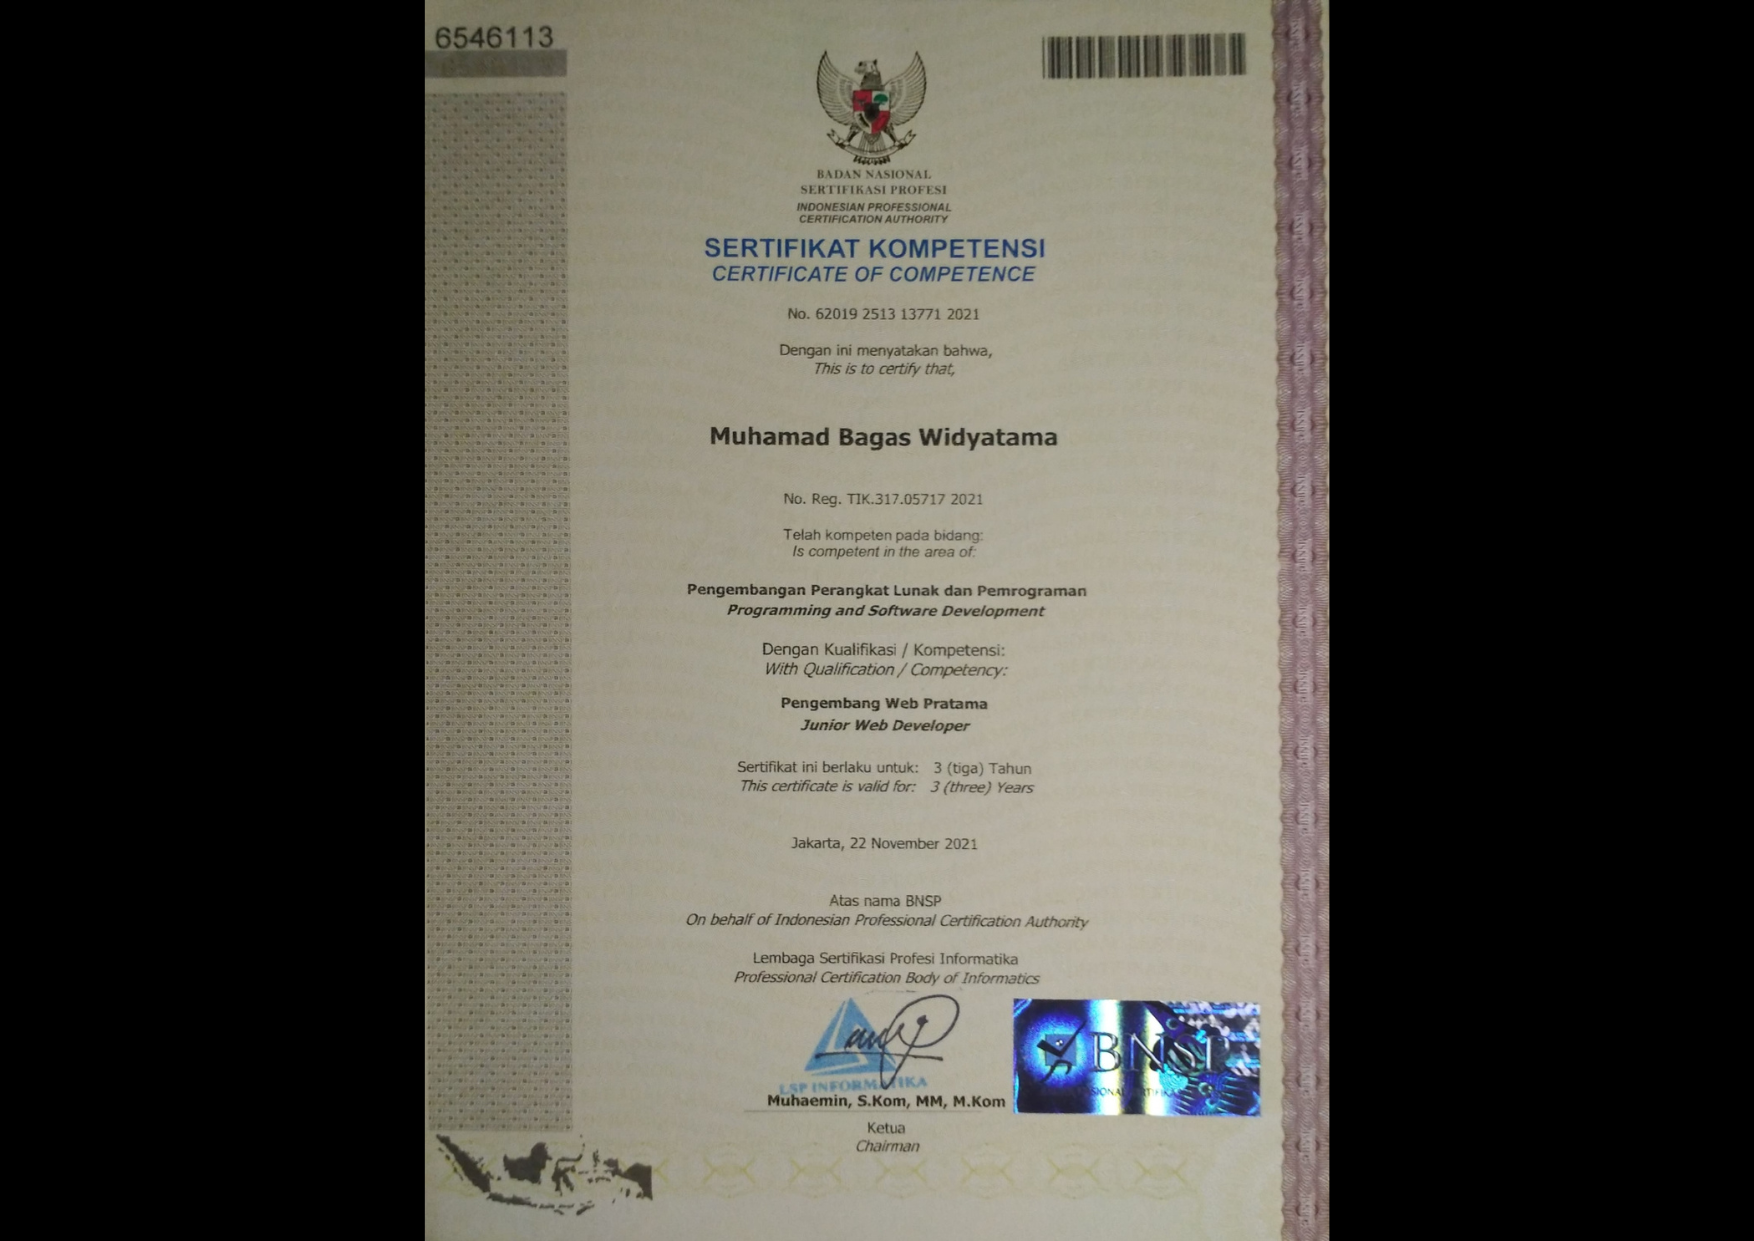 6546113
BADAN NASIONAL
SERTIFIKASI PROFESI
INDONESIAN PROFESSIONAL
CERTIFICATION AUTHORITY
SERTIFIKAT KOMPETENSI
CERTIFICATE OF COMPETENCE
No. 62019 2513 13771 2021
Dengan ini menyatakan bahwa,
This is to certify that,
Muhamad Bagas Widyatama
No. Reg. TIK.317.05717 2021
Telah kompeten pada bidang:
Is competent in the area of:
Pengembangan Perangkat Lunak dan Pemrograman
Programming and Software Development
Dengan Kualifikasi / Kompetensi:
With Qualification / Competency:
Pengembang Web Pratama
Junior Web Developer
Sertifikat ini berlaku untuk: 3 (tiga) Tahun
This certificate is valid for: 3 (three) Years
Jakarta, 22 November 2021
Atas nama BNSP
On behalf of Indonesian Professional Certification Authority
Lembaga Sertifikasi Profesi Informatika
Professional Certification Body of Informatics
LSP INFORMATIKA
BNSP
Muhaemin, S.Kom, MM, M.Kom
Ketua
Chairman